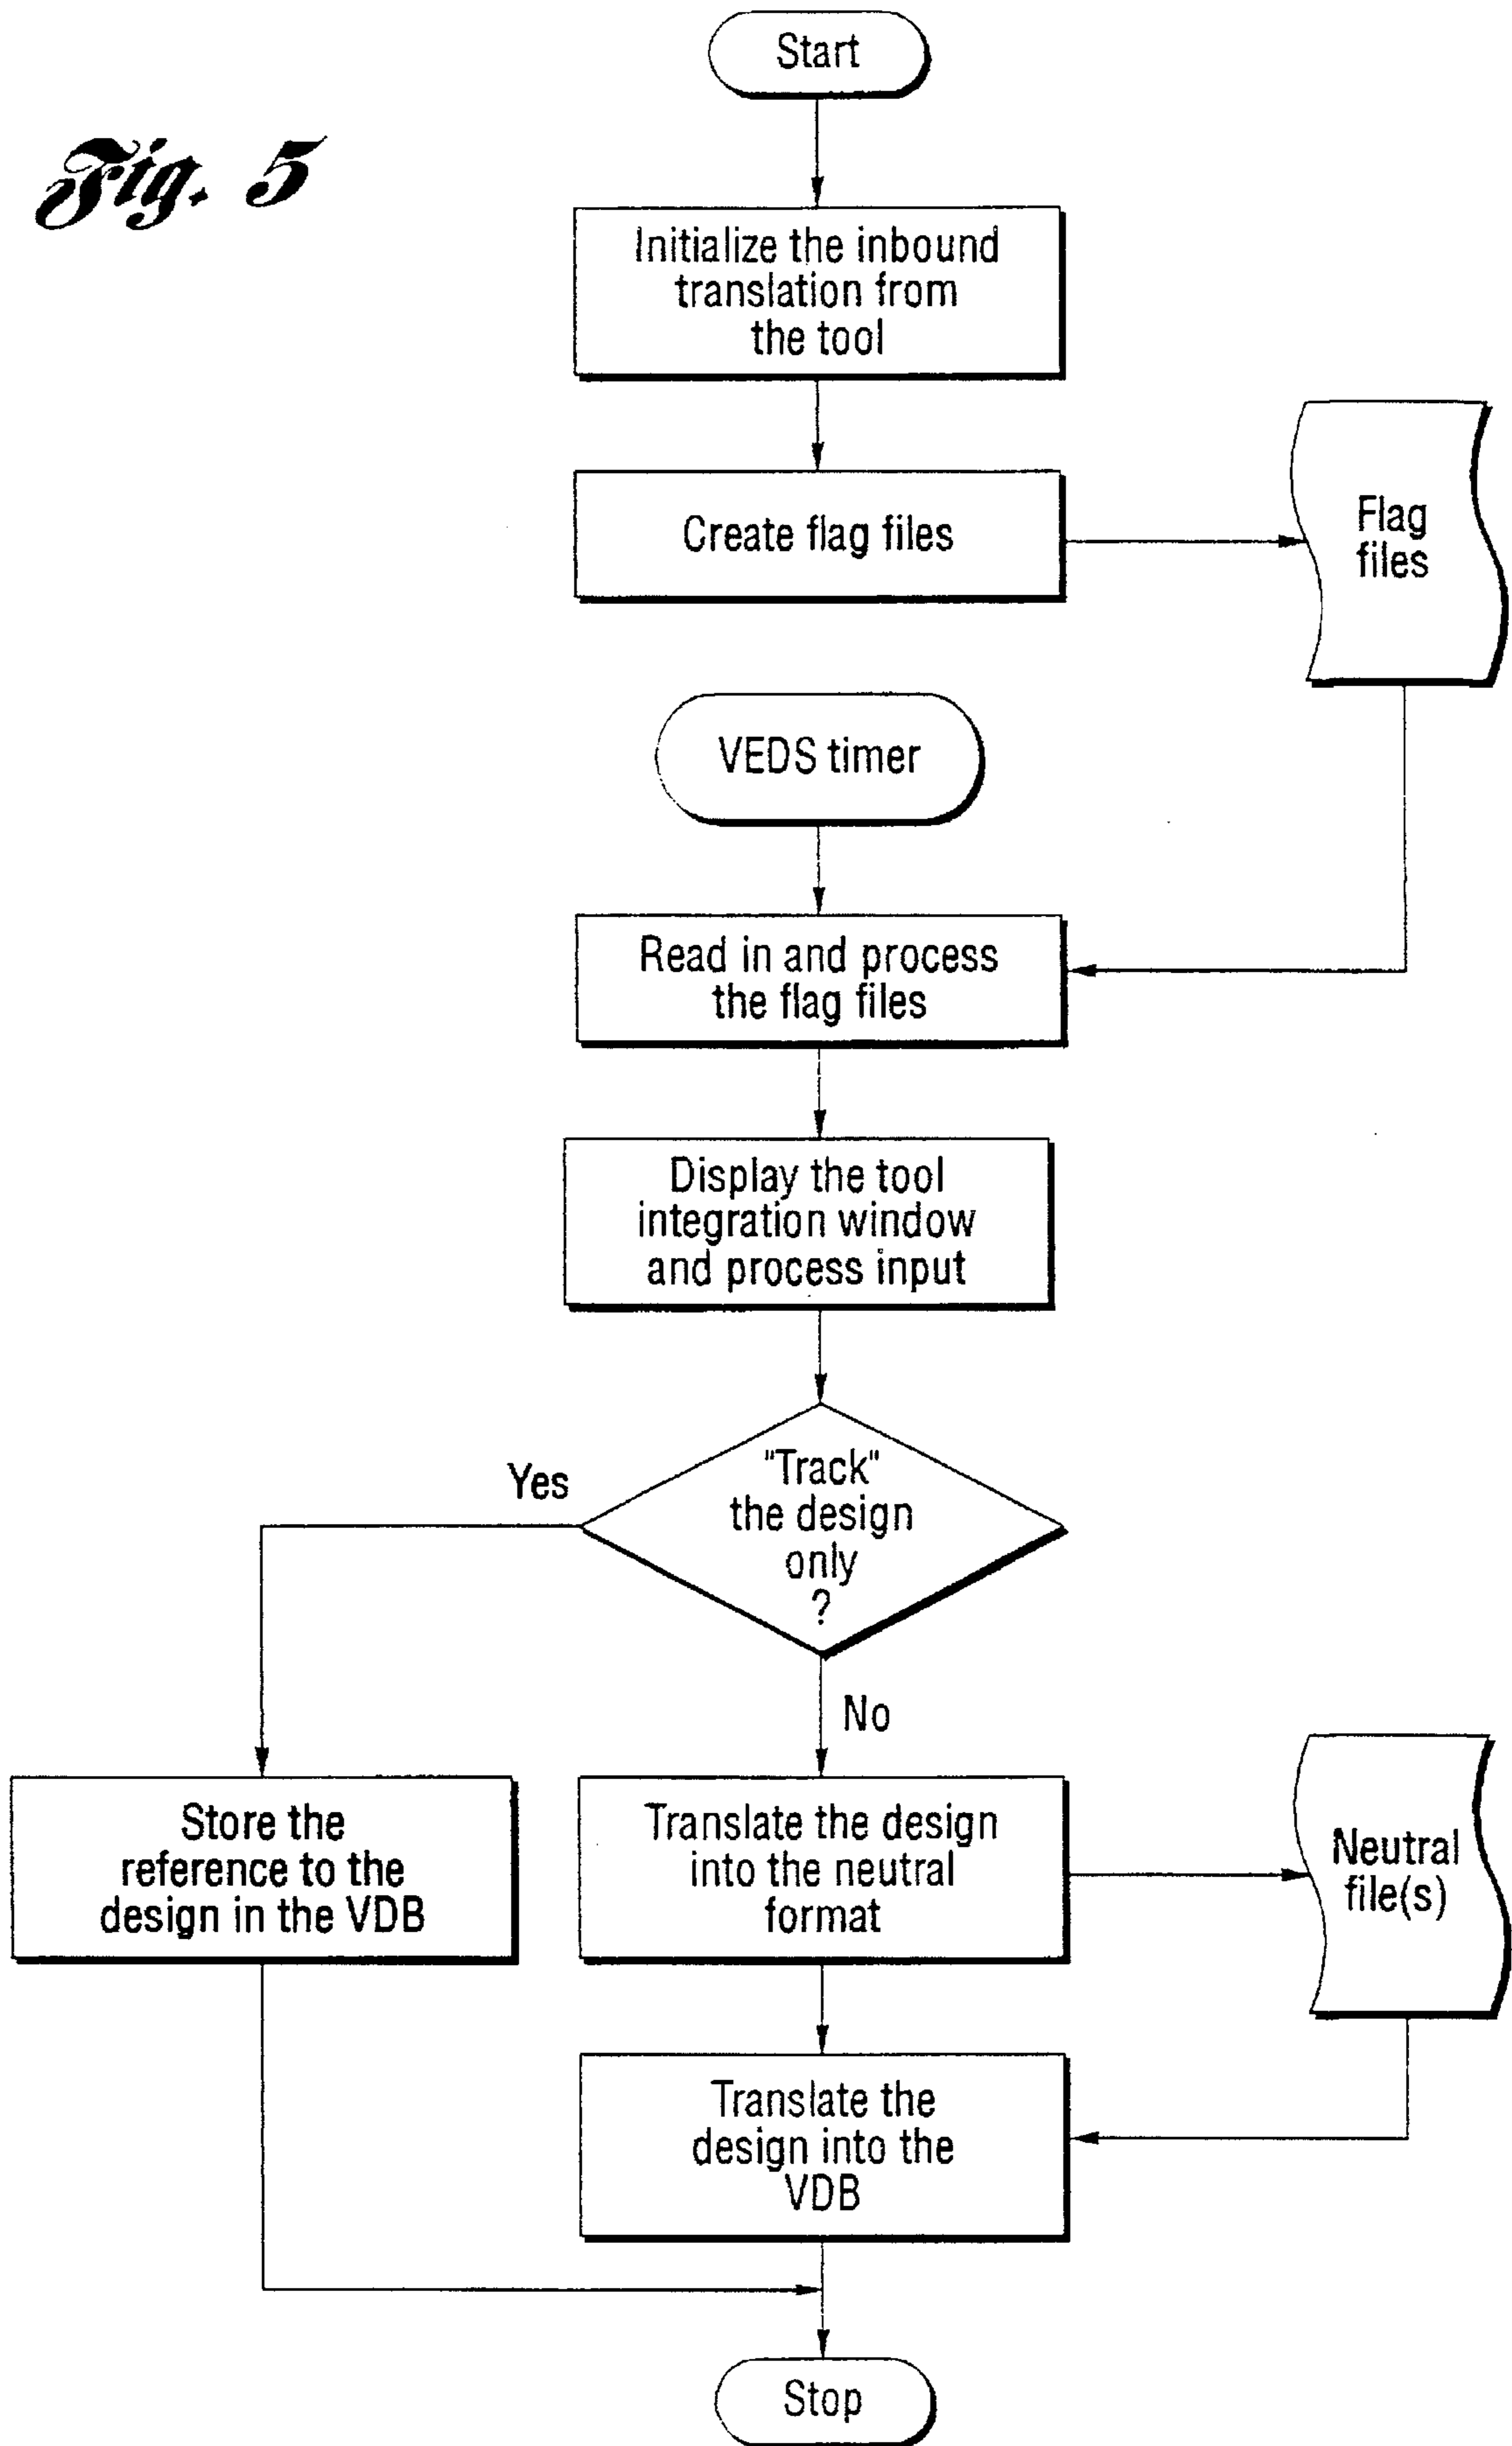 Fig. 5
Start
Initialize the inbound
translation from
the tool
Create flag files
Flag
files
VEDS timer
Read in and process
the flag files
Display the tool
integration window
and process input
"Track"
the design
only
?
Yes
No
Store the
reference to the
design in the VDB
Translate the design
into the neutral
format
Neutral
file(s)
Translate the
design into the
VDB
Stop